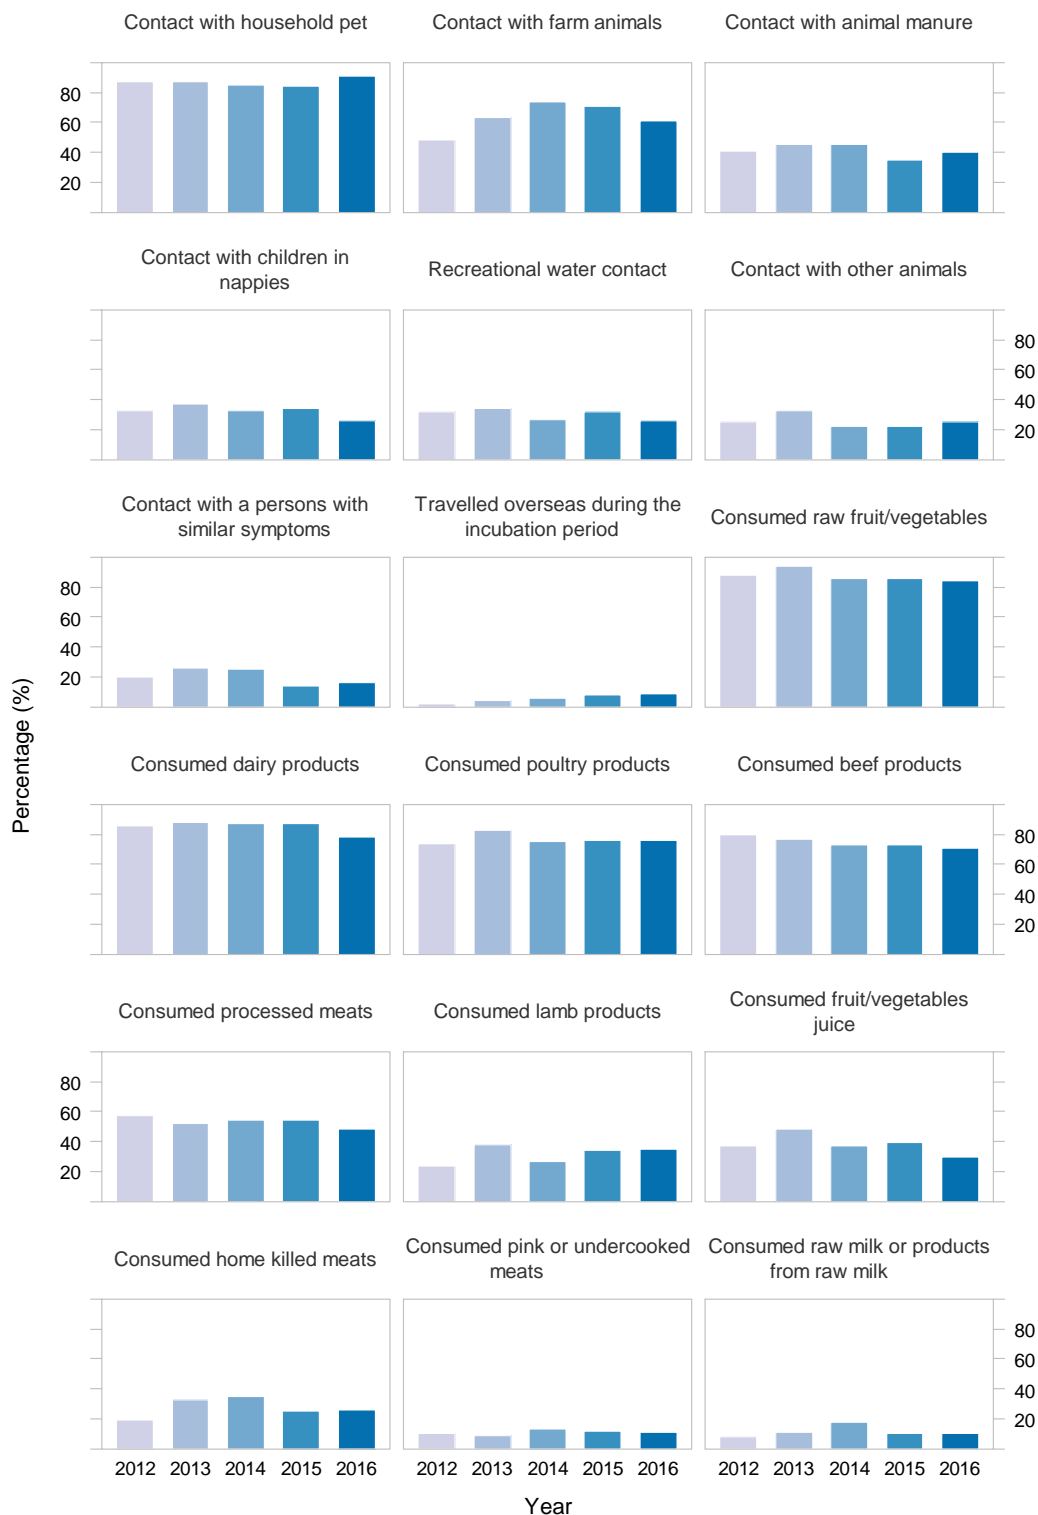 Contact with household pet
Contact with farm animals
Contact with animal manure
80
60
40
20
Contact with children in
nappies
Recreational water contact
Contact with other animals
80
60
40
20
Contact with a persons with
similar symptoms
Travelled overseas during the
incubation period
Consumed raw fruit/vegetables
80
60
40
20
Percentage (%)
Consumed dairy products
Consumed poultry products
Consumed beef products
80
60
40
20
Consumed processed meats
Consumed lamb products
Consumed fruit/vegetables
juice
80
60
40
20
Consumed home killed meats
Consumed pink or undercooked
meats
Consumed raw milk or products
from raw milk
80
60
40
20
2012 2013 2014 2015 2016
2012 2013 2014 2015 2016
2012 2013 2014 2015 2016
Year